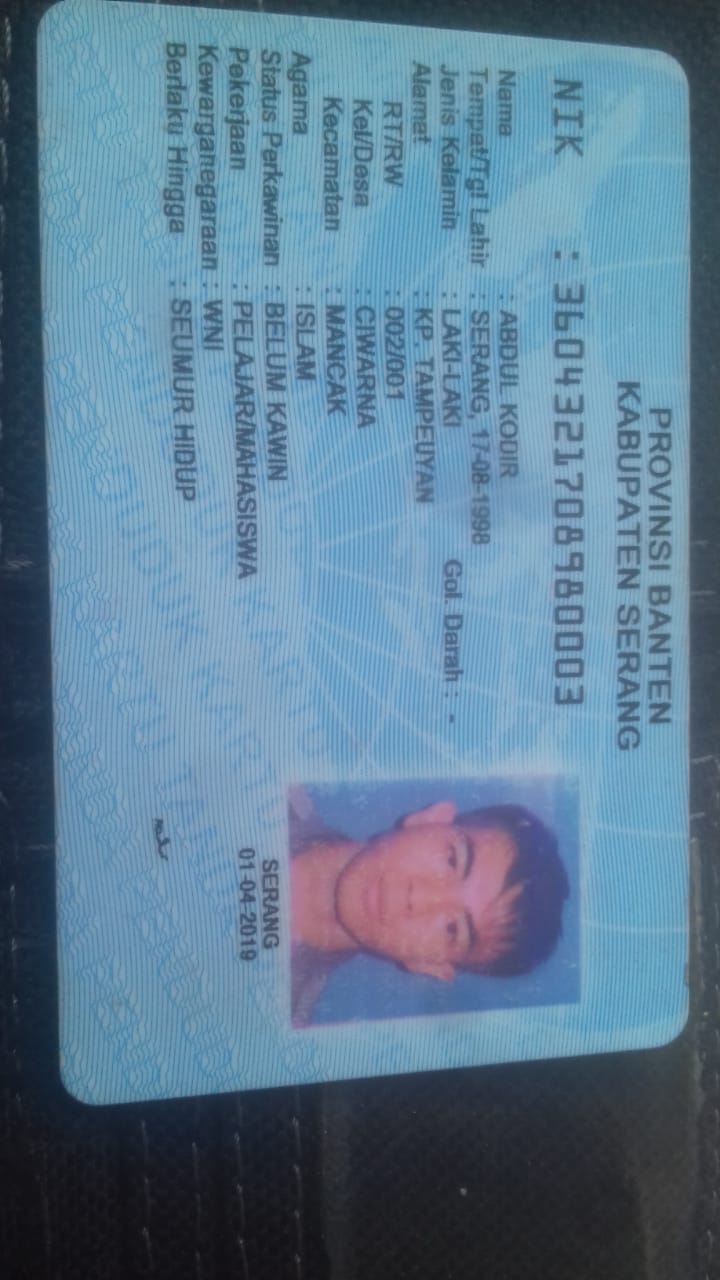 PROVINSI BANTEN
KABUPATEN SERANG
NIK : 3604321708980003
Nama : ABDUL KODIR
Tempat/Tgl Lahir : SERANG, 17-08-1998
Jenis Kelamin : LAKI-LAKI Gol. Darah : -
Alamat : KP. TAMPEUYAN
RT/RW : 002/001
Kel/Desa : CIWARNA
Kecamatan : MANCAK
Agama : ISLAM
Status Perkawinan : BELUM KAWIN
Pekerjaan : PELAJAR/MAHASISWA
Kewarganegaraan : WNI
Berlaku Hingga : SEUMUR HIDUP
SERANG
01-04-2019